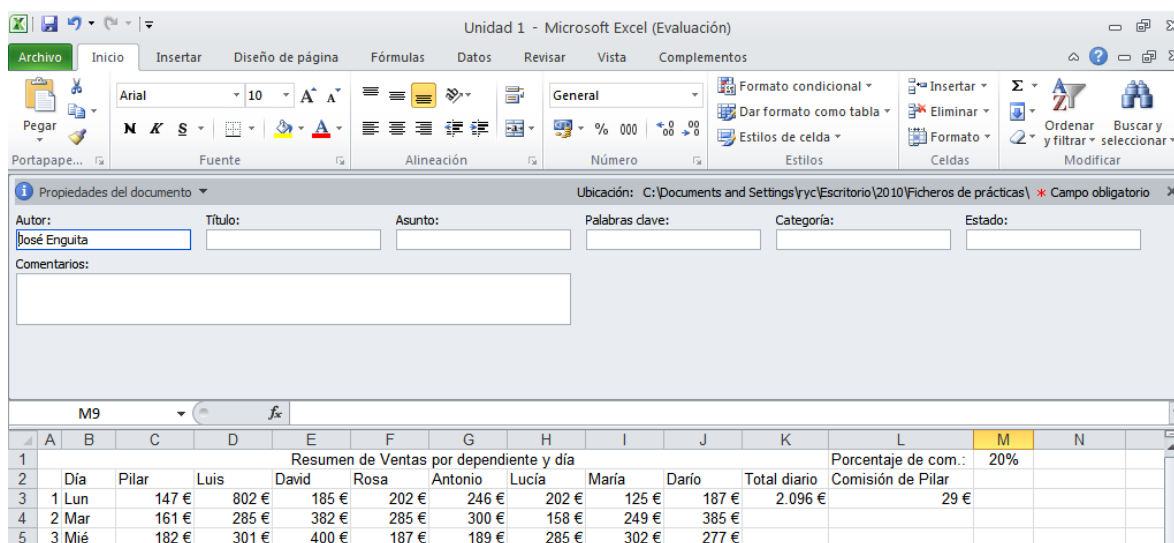 Unidad 1 - Microsoft Excel (Evaluación)
Archivo Inicio Insertar Diseño de página Fórmulas Datos Revisar Vista Complementos
Pegar
Arial 10 A A
N K S A
General
% 000
Formato condicional
Dar formato como tabla
Estilos de celda
Insertar
Eliminar
Formato
Σ
Ordenar y filtrar
Buscar y seleccionar
Portapape... Fuente Alineación Número Estilos Celdas Modificar
Propiedades del documento Ubicación: C:\Documents and Settings\ryc\Escritorio\2010\Ficheros de prácticas\ * Campo obligatorio
Autor: Título: Asunto: Palabras clave: Categoría: Estado:
José Enguita
Comentarios:
M9 fx
A B C D E F G H I J K L M N
1 Resumen de Ventas por dependiente y día Porcentaje de com.: 20%
2 Día Pilar Luis David Rosa Antonio Lucía María Darío Total diario Comisión de Pilar
3 1 Lun 147 € 802 € 185 € 202 € 246 € 202 € 125 € 187 € 2.096 € 29 €
4 2 Mar 161 € 285 € 382 € 285 € 300 € 158 € 249 € 385 €
5 3 Mié 182 € 301 € 400 € 187 € 189 € 285 € 302 € 277 €